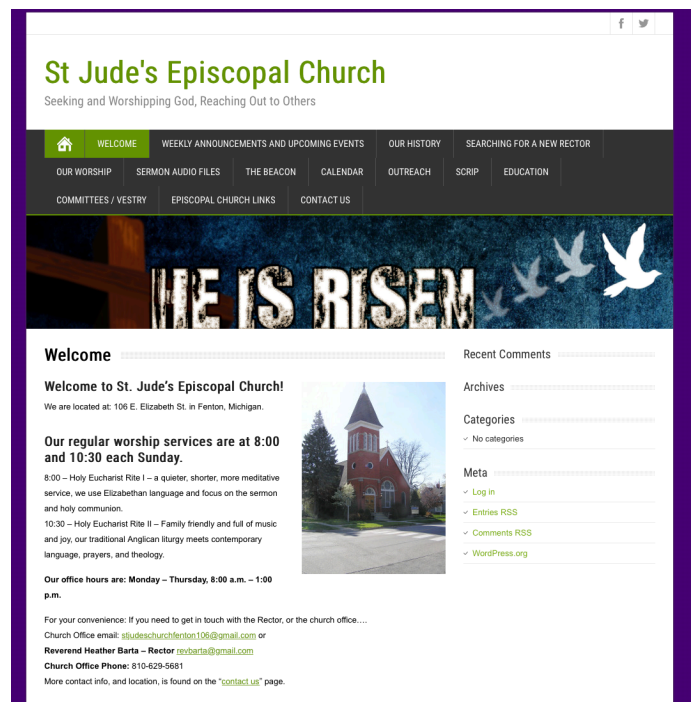 St Jude's Episcopal Church
Seeking and Worshipping God, Reaching Out to Others
WELCOME
WEEKLY ANNOUNCEMENTS AND UPCOMING EVENTS
OUR HISTORY
SEARCHING FOR A NEW RECTOR
OUR WORSHIP
SERMON AUDIO FILES
THE BEACON
CALENDAR
OUTREACH
SCRIP
EDUCATION
COMMITTEES / VESTRY
EPISCOPAL CHURCH LINKS
CONTACT US
HE IS RISEN
Welcome
Welcome to St. Jude’s Episcopal Church!
We are located at: 106 E. Elizabeth St. in Fenton, Michigan.
Our regular worship services are at 8:00
and 10:30 each Sunday.
8:00 – Holy Eucharist Rite I – a quieter, shorter, more meditative
service, we use Elizabethan language and focus on the sermon
and holy communion.
10:30 – Holy Eucharist Rite II – Family friendly and full of music
and joy, our traditional Anglican liturgy meets contemporary
language, prayers, and theology.
Our office hours are: Monday – Thursday, 8:00 a.m. – 1:00
p.m.
For your convenience: If you need to get in touch with the Rector, or the church office….
Church Office email: stjudeschurchfenton106@gmail.com or
Reverend Heather Barta – Rector revbarta@gmail.com
Church Office Phone: 810-629-5681
More contact info, and location, is found on the “contact us” page.
Recent Comments
Archives
Categories
No categories
Meta
Log in
Entries RSS
Comments RSS
WordPress.org